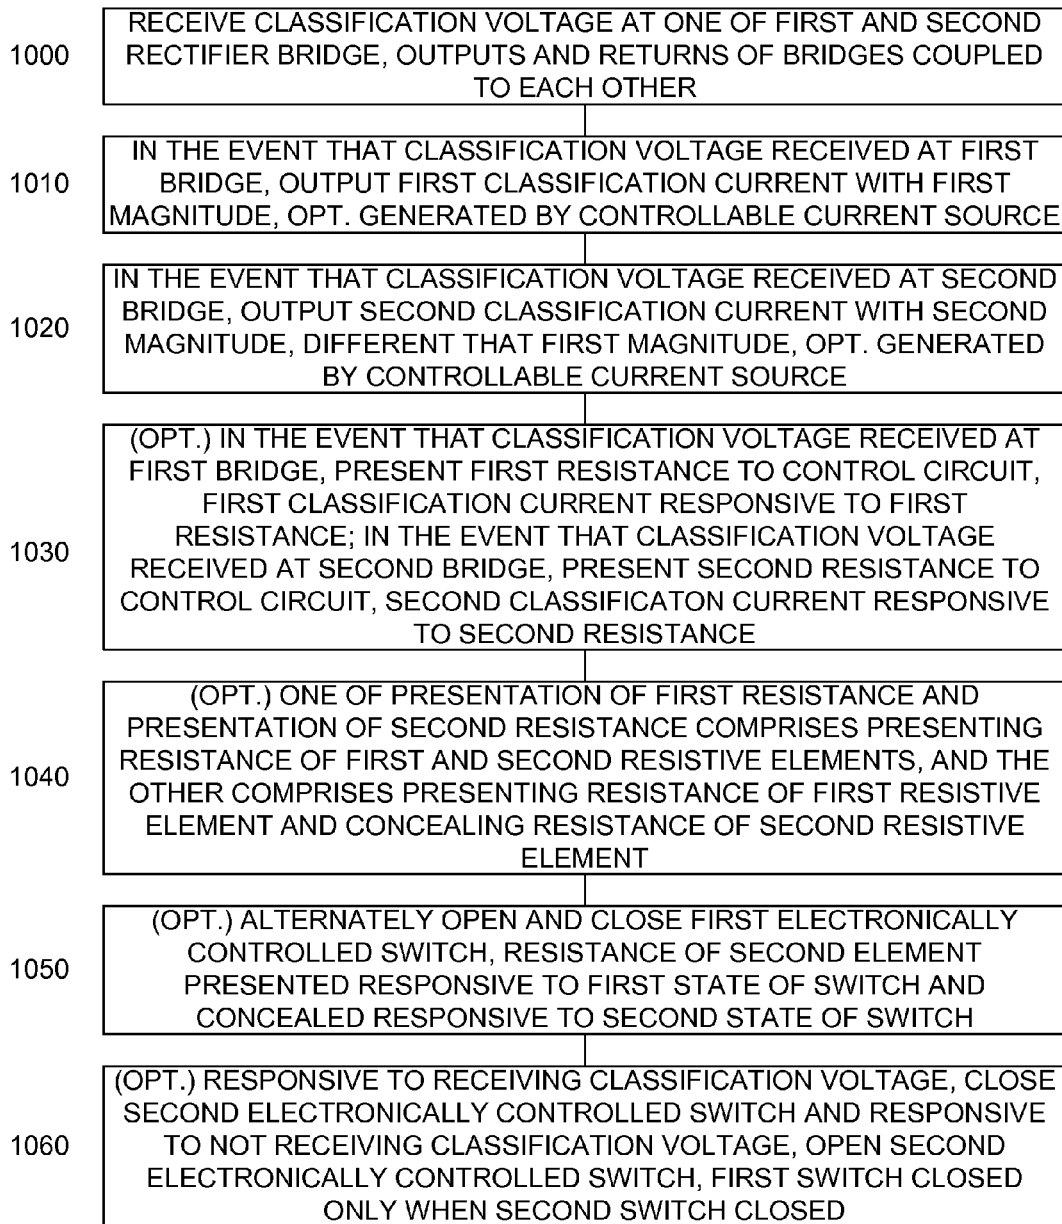 1000
RECEIVE CLASSIFICATION VOLTAGE AT ONE OF FIRST AND SECOND
RECTIFIER BRIDGE, OUTPUTS AND RETURNS OF BRIDGES COUPLED
TO EACH OTHER
1010
IN THE EVENT THAT CLASSIFICATION VOLTAGE RECEIVED AT FIRST
BRIDGE, OUTPUT FIRST CLASSIFICATION CURRENT WITH FIRST
MAGNITUDE, OPT. GENERATED BY CONTROLLABLE CURRENT SOURCE
1020
IN THE EVENT THAT CLASSIFICATION VOLTAGE RECEIVED AT SECOND
BRIDGE, OUTPUT SECOND CLASSIFICATION CURRENT WITH SECOND
MAGNITUDE, DIFFERENT THAT FIRST MAGNITUDE, OPT. GENERATED
BY CONTROLLABLE CURRENT SOURCE
1030
(OPT.) IN THE EVENT THAT CLASSIFICATION VOLTAGE RECEIVED AT
FIRST BRIDGE, PRESENT FIRST RESISTANCE TO CONTROL CIRCUIT,
FIRST CLASSIFICATION CURRENT RESPONSIVE TO FIRST
RESISTANCE; IN THE EVENT THAT CLASSIFICATION VOLTAGE
RECEIVED AT SECOND BRIDGE, PRESENT SECOND RESISTANCE TO
CONTROL CIRCUIT, SECOND CLASSIFICATON CURRENT RESPONSIVE
TO SECOND RESISTANCE
1040
(OPT.) ONE OF PRESENTATION OF FIRST RESISTANCE AND
PRESENTATION OF SECOND RESISTANCE COMPRISES PRESENTING
RESISTANCE OF FIRST AND SECOND RESISTIVE ELEMENTS, AND THE
OTHER COMPRISES PRESENTING RESISTANCE OF FIRST RESISTIVE
ELEMENT AND CONCEALING RESISTANCE OF SECOND RESISTIVE
ELEMENT
1050
(OPT.) ALTERNATELY OPEN AND CLOSE FIRST ELECTRONICALLY
CONTROLLED SWITCH, RESISTANCE OF SECOND ELEMENT
PRESENTED RESPONSIVE TO FIRST STATE OF SWITCH AND
CONCEALED RESPONSIVE TO SECOND STATE OF SWITCH
1060
(OPT.) RESPONSIVE TO RECEIVING CLASSIFICATION VOLTAGE, CLOSE
SECOND ELECTRONICALLY CONTROLLED SWITCH AND RESPONSIVE
TO NOT RECEIVING CLASSIFICATION VOLTAGE, OPEN SECOND
ELECTRONICALLY CONTROLLED SWITCH, FIRST SWITCH CLOSED
ONLY WHEN SECOND SWITCH CLOSED